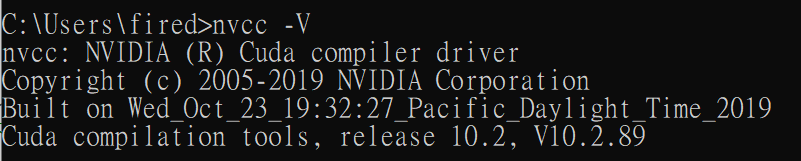 C:\Users\fired>nvcc -V
nvcc: NVIDIA (R) Cuda compiler driver
Copyright (c) 2005-2019 NVIDIA Corporation
Built on Wed_Oct_23_19:32:27_Pacific_Daylight_Time_2019
Cuda compilation tools, release 10.2, V10.2.89